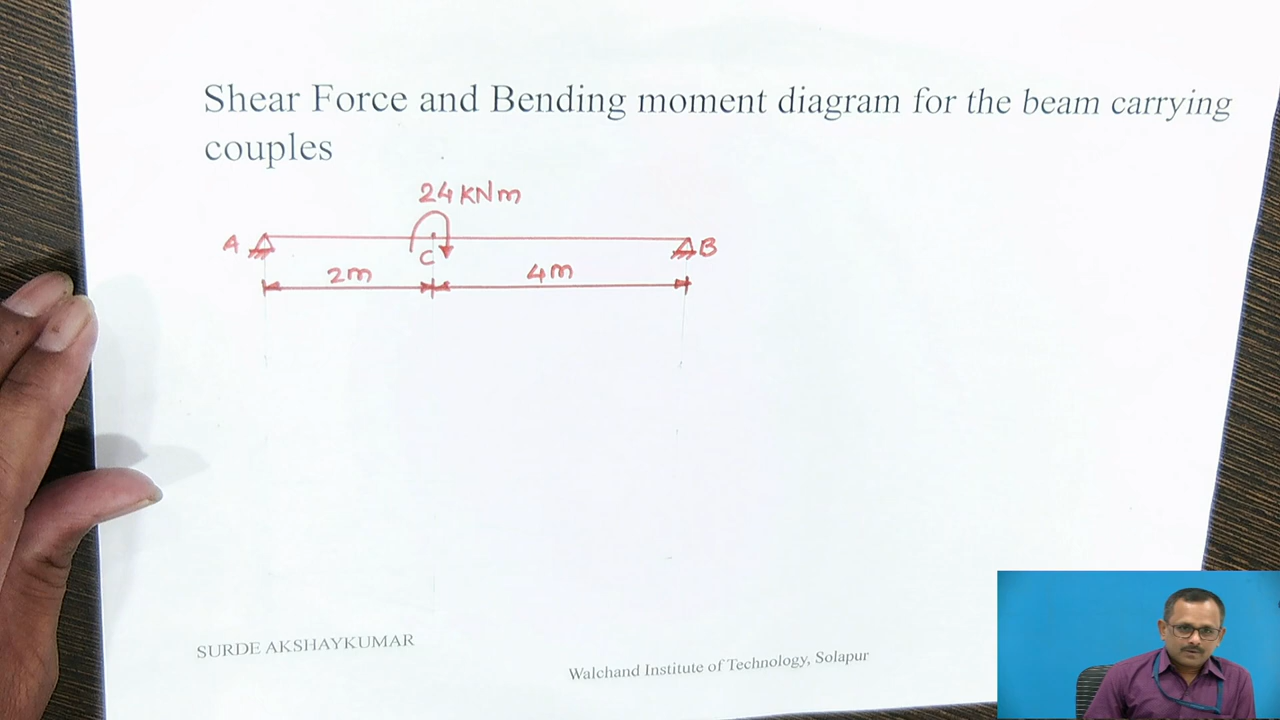 Shear Force and Bending moment diagram for the beam carrying
couples
24 KNm
A
C
B
2m
4m
SURDE AKSHAYKUMAR
Walchand Institute of Technology, Solapur